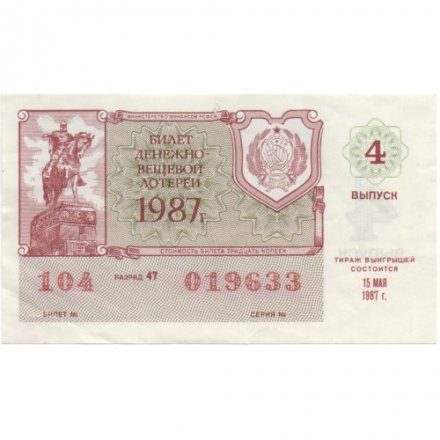 МИНИСТЕРСТВО ФИНАНСОВ РСФСР
БИЛЕТ
ДЕНЕЖНО-
ВЕЩЕВОЙ
ЛОТЕРЕИ
1987г.
СТОИМОСТЬ БИЛЕТА ТРИДЦАТЬ КОПЕЕК
104 РАЗРЯД 47 019633
БИЛЕТ № СЕРИЯ №
4
ВЫПУСК
ТИРАЖ ВЫИГРЫШЕЙ
СОСТОИТСЯ
15 МАЯ
1987 г.